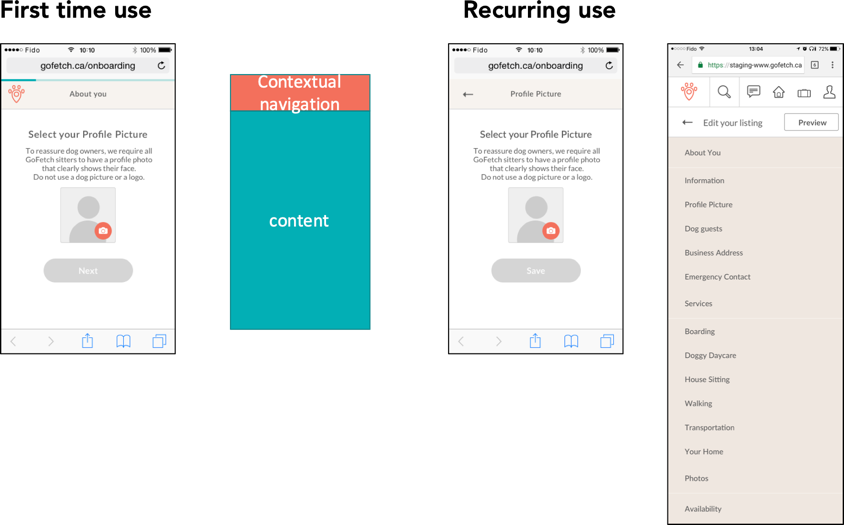 First time use
Recurring use
Fido 10:10 100%
gofetch.ca/onboarding
About you
Select your Profile Picture
To reassure dog owners, we require all
GoFetch sitters to have a profile photo
that clearly shows their face.
Do not use a dog picture or a logo.
Next
Contextual
navigation
content
Fido 10:10 100%
gofetch.ca/onboarding
Profile Picture
Select your Profile Picture
To reassure dog owners, we require all
GoFetch sitters to have a profile photo
that clearly shows their face.
Do not use a dog picture or a logo.
Save
Fido 13:04 72%
https://staging-www.gofetch.ca
Edit your listing Preview
About You
Information
Profile Picture
Dog guests
Business Address
Emergency Contact
Services
Boarding
Doggy Daycare
House Sitting
Walking
Transportation
Your Home
Photos
Availability